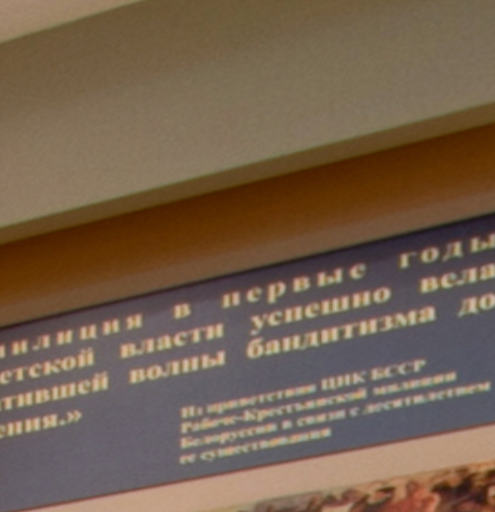 милиция в первые годы
етской власти успешно вела
тившей волны бандитизма до
ения.»
Из приветствия ЦИК БССР
Рабоче-Крестьянской милиции
Белоруссии в связи с десятилетием
ее существования